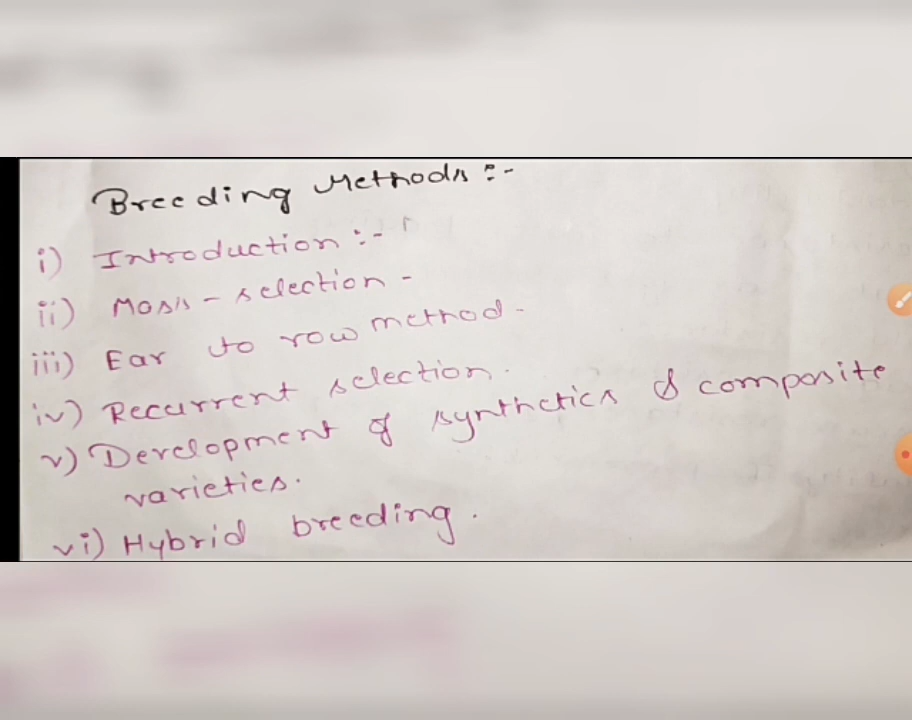 Breeding Methods :-
i) Introduction :-
ii) Mass - selection -
iii) Ear to row method -
iv) Recurrent selection.
v) Development of synthetics & composite
varieties.
vi) Hybrid breeding.